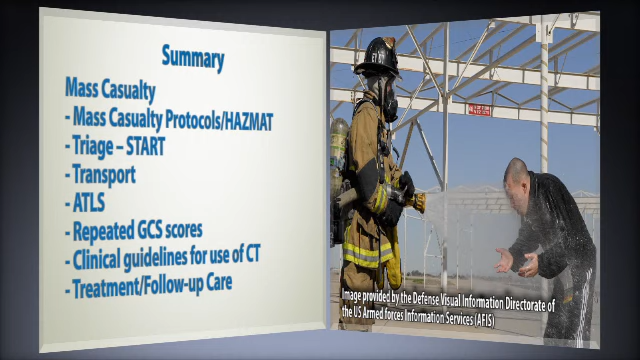 Summary
Mass Casualty
- Mass Casualty Protocols/HAZMAT
- Triage – START
- Transport
- ATLS
- Repeated GCS scores
- Clinical guidelines for use of CT
- Treatment/Follow-up Care
Image provided by the Defense Visual Information Directorate of
the US Armed forces Information Services (AFIS)